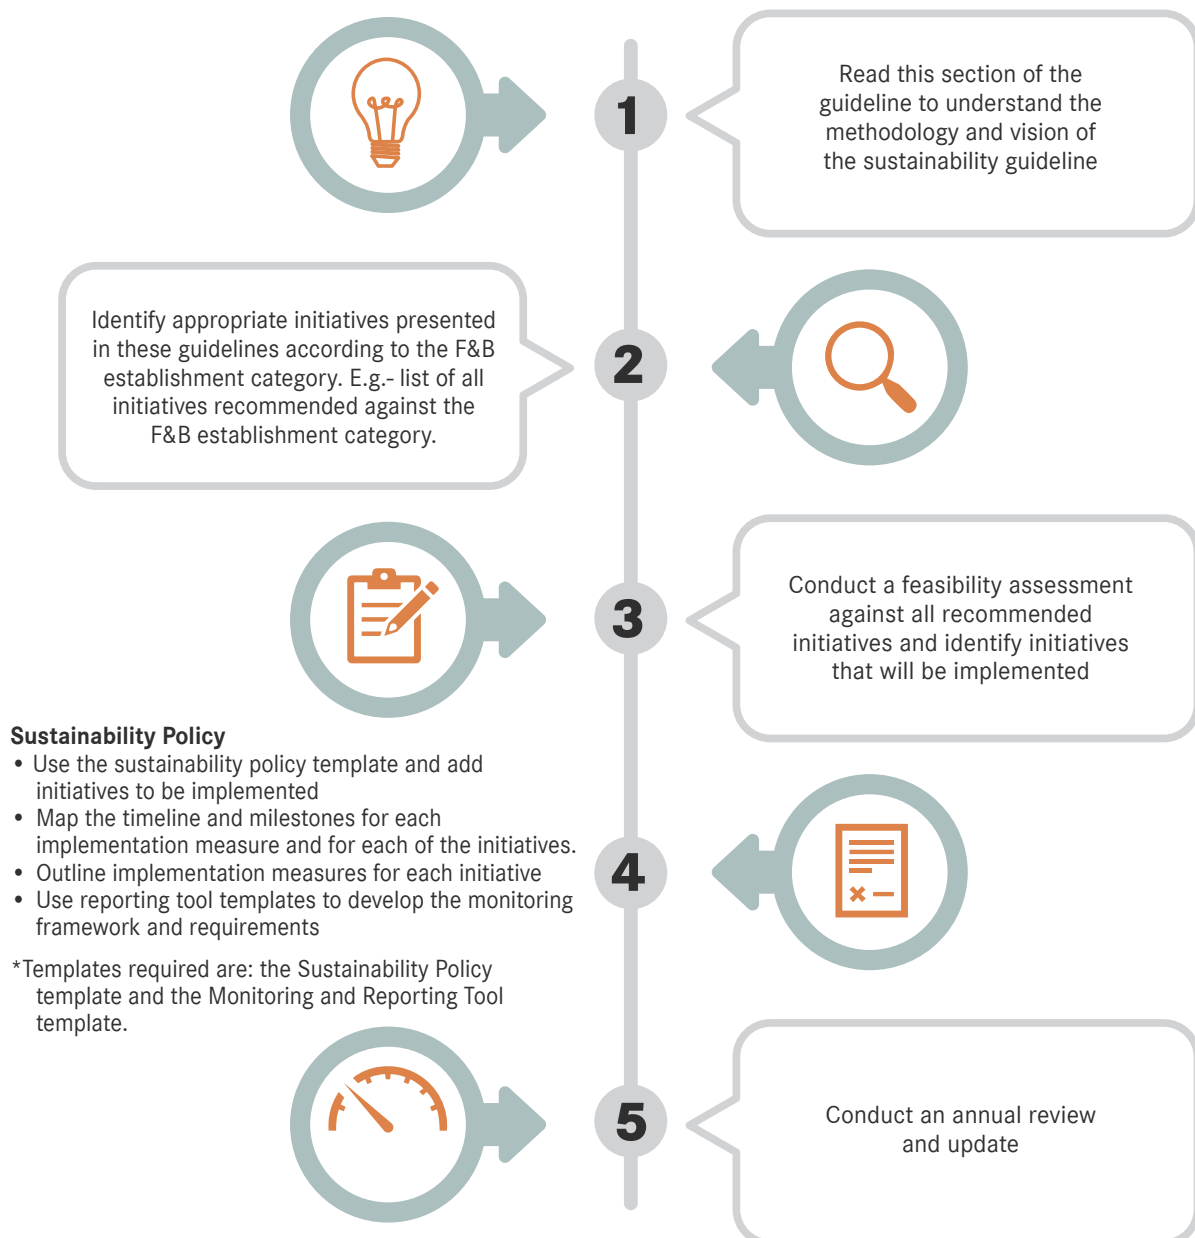 1
Read this section of the
guideline to understand the
methodology and vision of
the sustainability guideline
Identify appropriate initiatives presented
in these guidelines according to the F&B
establishment category. E.g.- list of all
initiatives recommended against the
F&B establishment category.
2
3
Conduct a feasibility assessment
against all recommended
initiatives and identify initiatives
that will be implemented
Sustainability Policy
• Use the sustainability policy template and add
initiatives to be implemented
• Map the timeline and milestones for each
implementation measure and for each of the initiatives.
• Outline implementation measures for each initiative
• Use reporting tool templates to develop the monitoring
framework and requirements
*Templates required are: the Sustainability Policy
template and the Monitoring and Reporting Tool
template.
4
5
Conduct an annual review
and update